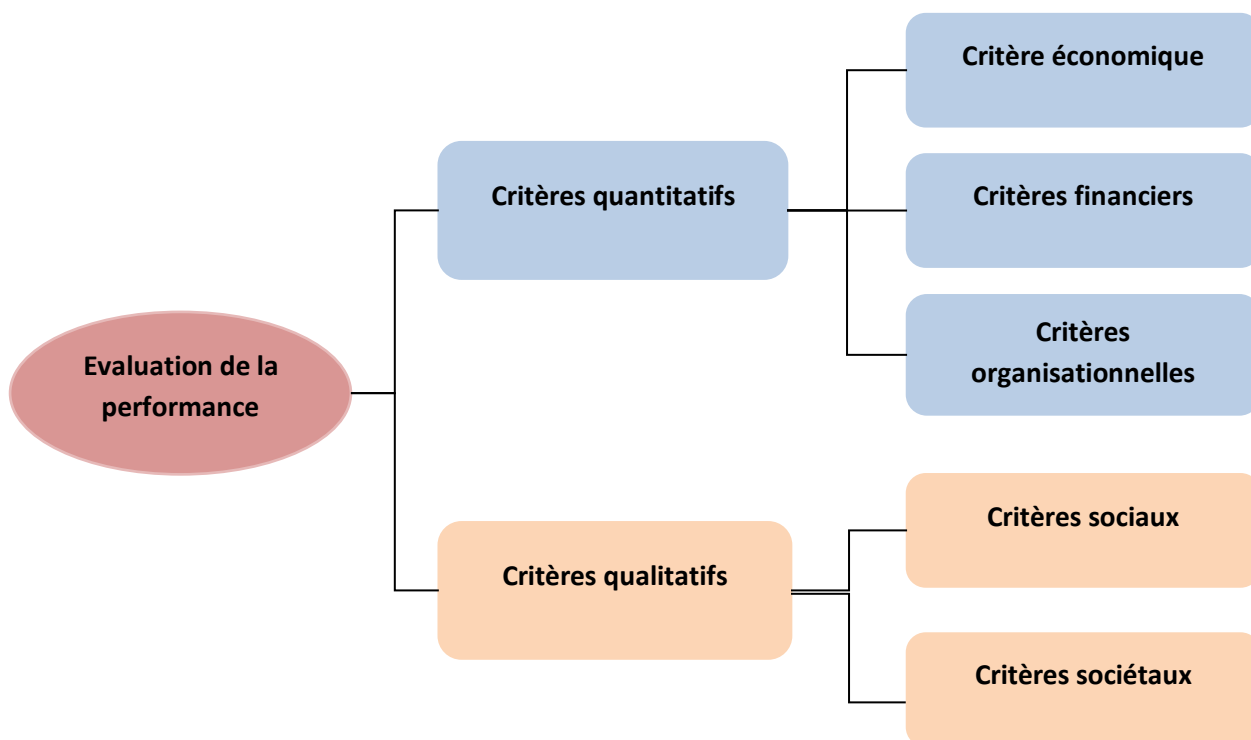 Evaluation de la
performance
Critères quantitatifs
Critère économique
Critères financiers
Critères
organisationnelles
Critères qualitatifs
Critères sociaux
Critères sociétaux